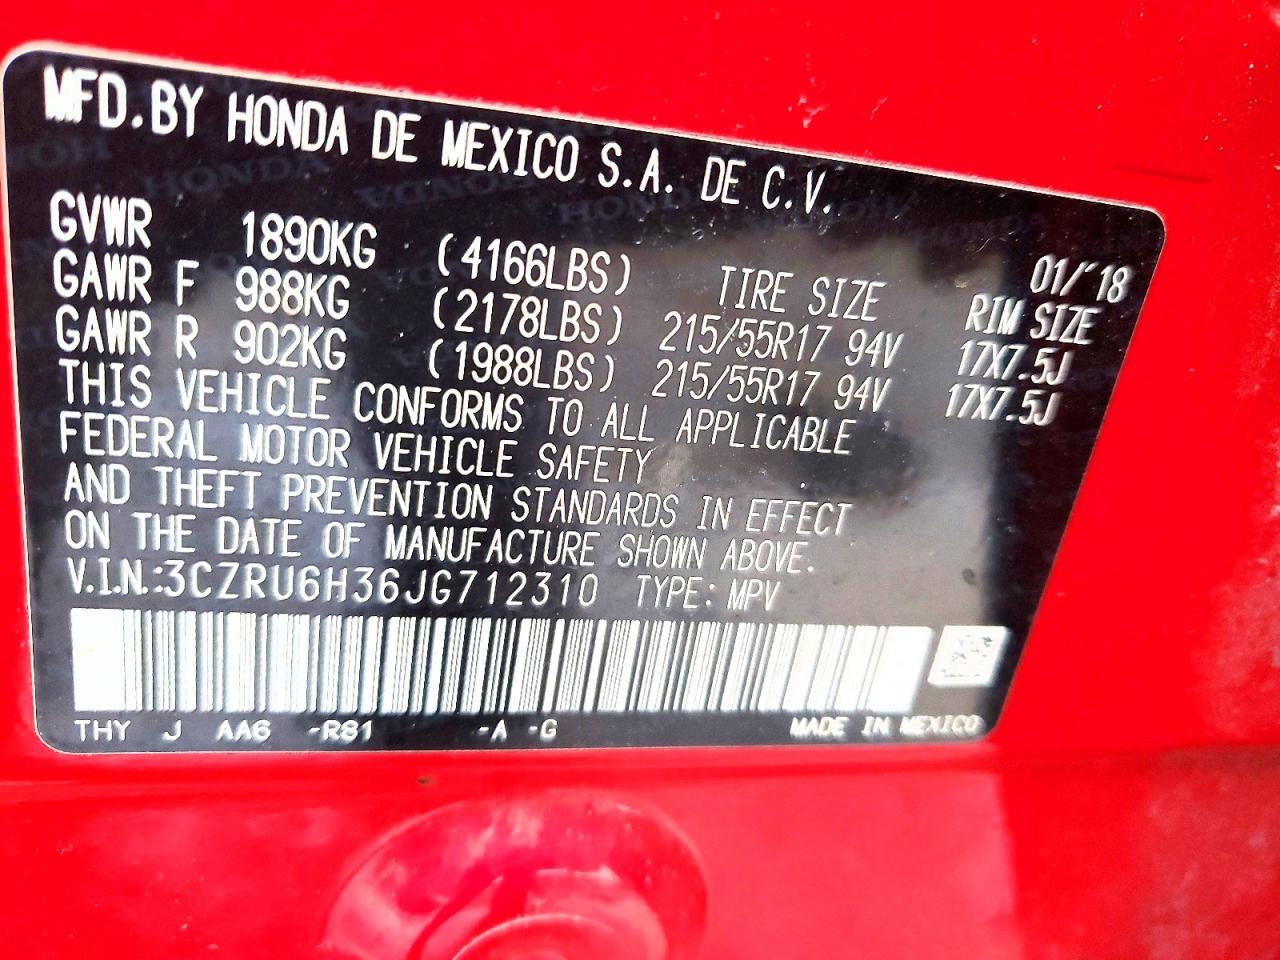 MFD.BY HONDA DE MEXICO S.A. DE C.V.
01/'18
GVWR 1890KG (4166LBS) TIRE SIZE RIM SIZE
GAWR F 988KG (2178LBS) 215/55R17 94V 17X7.5J
GAWR R 902KG (1988LBS) 215/55R17 94V 17X7.5J
THIS VEHICLE CONFORMS TO ALL APPLICABLE
FEDERAL MOTOR VEHICLE SAFETY
AND THEFT PREVENTION STANDARDS IN EFFECT
ON THE DATE OF MANUFACTURE SHOWN ABOVE.
V.I.N.:3CZRU6H36JG712310 TYPE: MPV
THY J AA6 -R81 -A -G MADE IN MEXICO